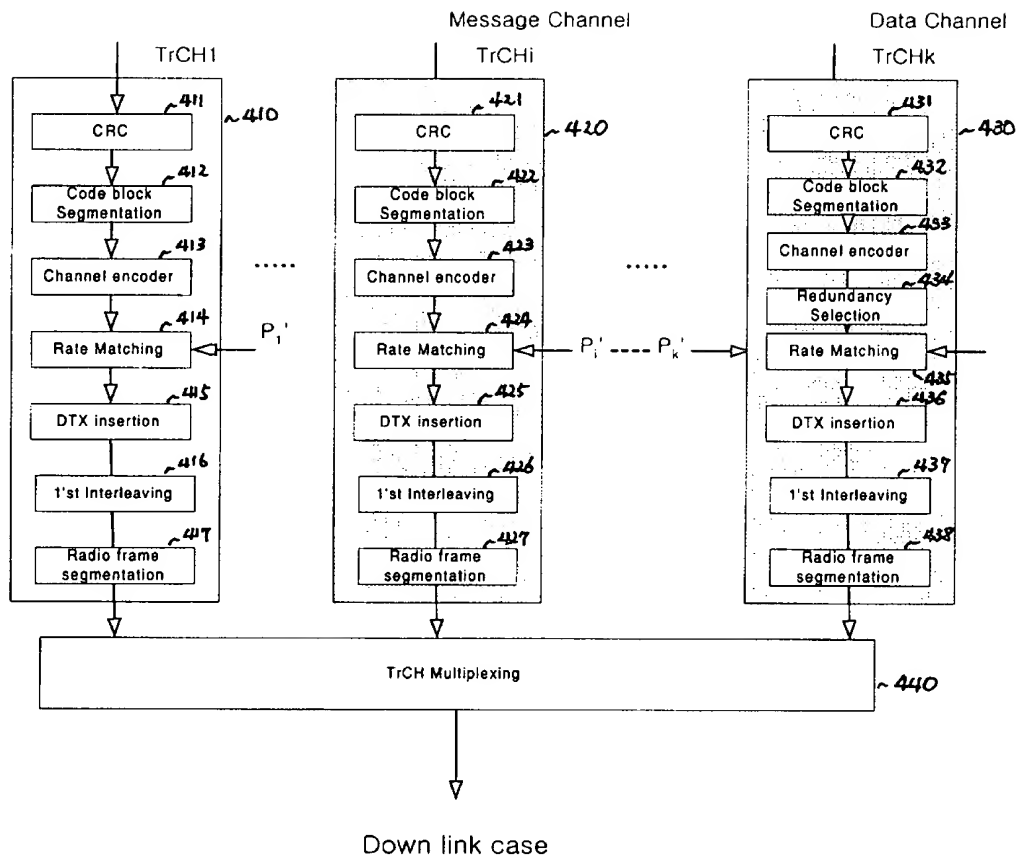 Message Channel
Data Channel
TrCH1
TrCHi
TrCHk
411
CRC
412
Code block
Segmentation
413
Channel encoder
414
Rate Matching
P1'
415
DTX insertion
416
1'st Interleaving
417
Radio frame
segmentation
~410
.....
421
CRC
422
Code block
Segmentation
423
Channel encoder
424
Rate Matching
Pi' ---- Pk'
425
DTX insertion
426
1'st Interleaving
427
Radio frame
segmentation
~420
.....
431
CRC
432
Code block
Segmentation
433
Channel encoder
434
Redundancy
Selection
Rate Matching
435
436
DTX insertion
437
1'st Interleaving
438
Radio frame
segmentation
~430
TrCH Multiplexing
~440
Down link case